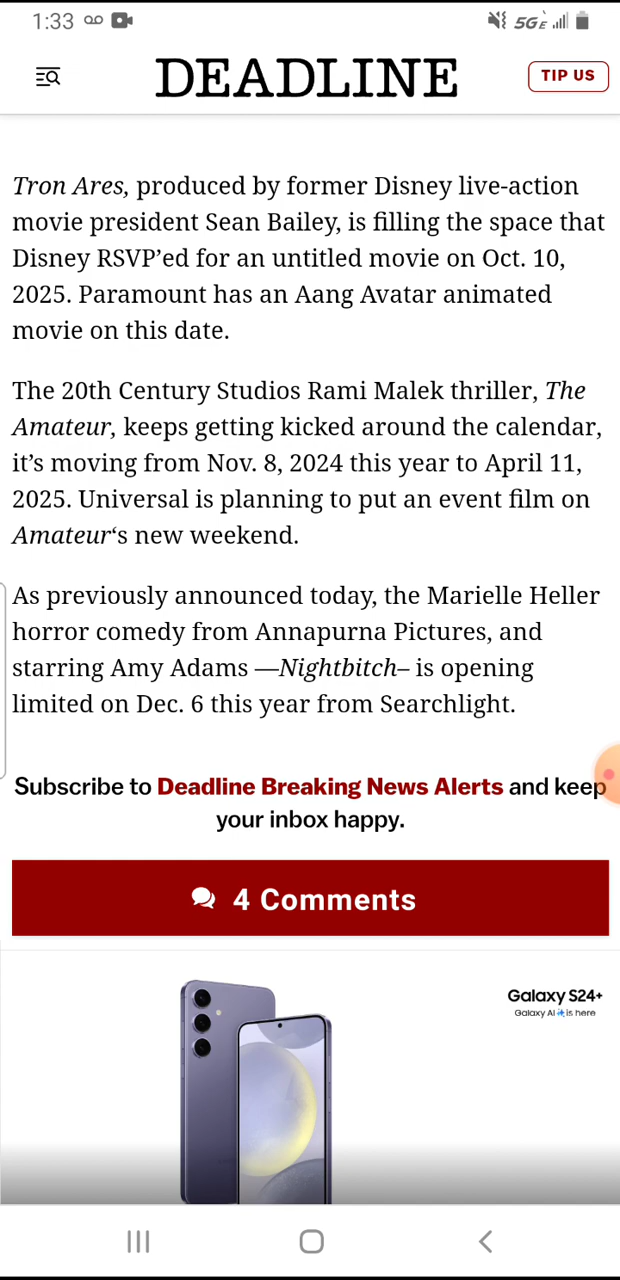 1:33
5GE
DEADLINE
TIP US
Tron Ares, produced by former Disney live-action
movie president Sean Bailey, is filling the space that
Disney RSVP’ed for an untitled movie on Oct. 10,
2025. Paramount has an Aang Avatar animated
movie on this date.
The 20th Century Studios Rami Malek thriller, The
Amateur, keeps getting kicked around the calendar,
it’s moving from Nov. 8, 2024 this year to April 11,
2025. Universal is planning to put an event film on
Amateur‘s new weekend.
As previously announced today, the Marielle Heller
horror comedy from Annapurna Pictures, and
starring Amy Adams —Nightbitch– is opening
limited on Dec. 6 this year from Searchlight.
Subscribe to Deadline Breaking News Alerts and keep
your inbox happy.
4 Comments
Galaxy S24+
Galaxy AI is here